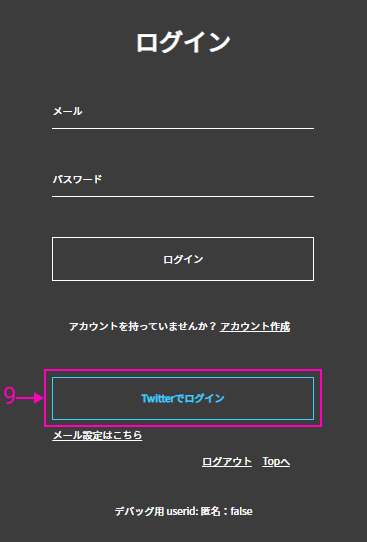 ログイン
メール
パスワード
ログイン
アカウントを持っていませんか？ アカウント作成
9
Twitterでログイン
メール設定はこちら
ログアウト Topへ
デバッグ用 userid: 匿名：false